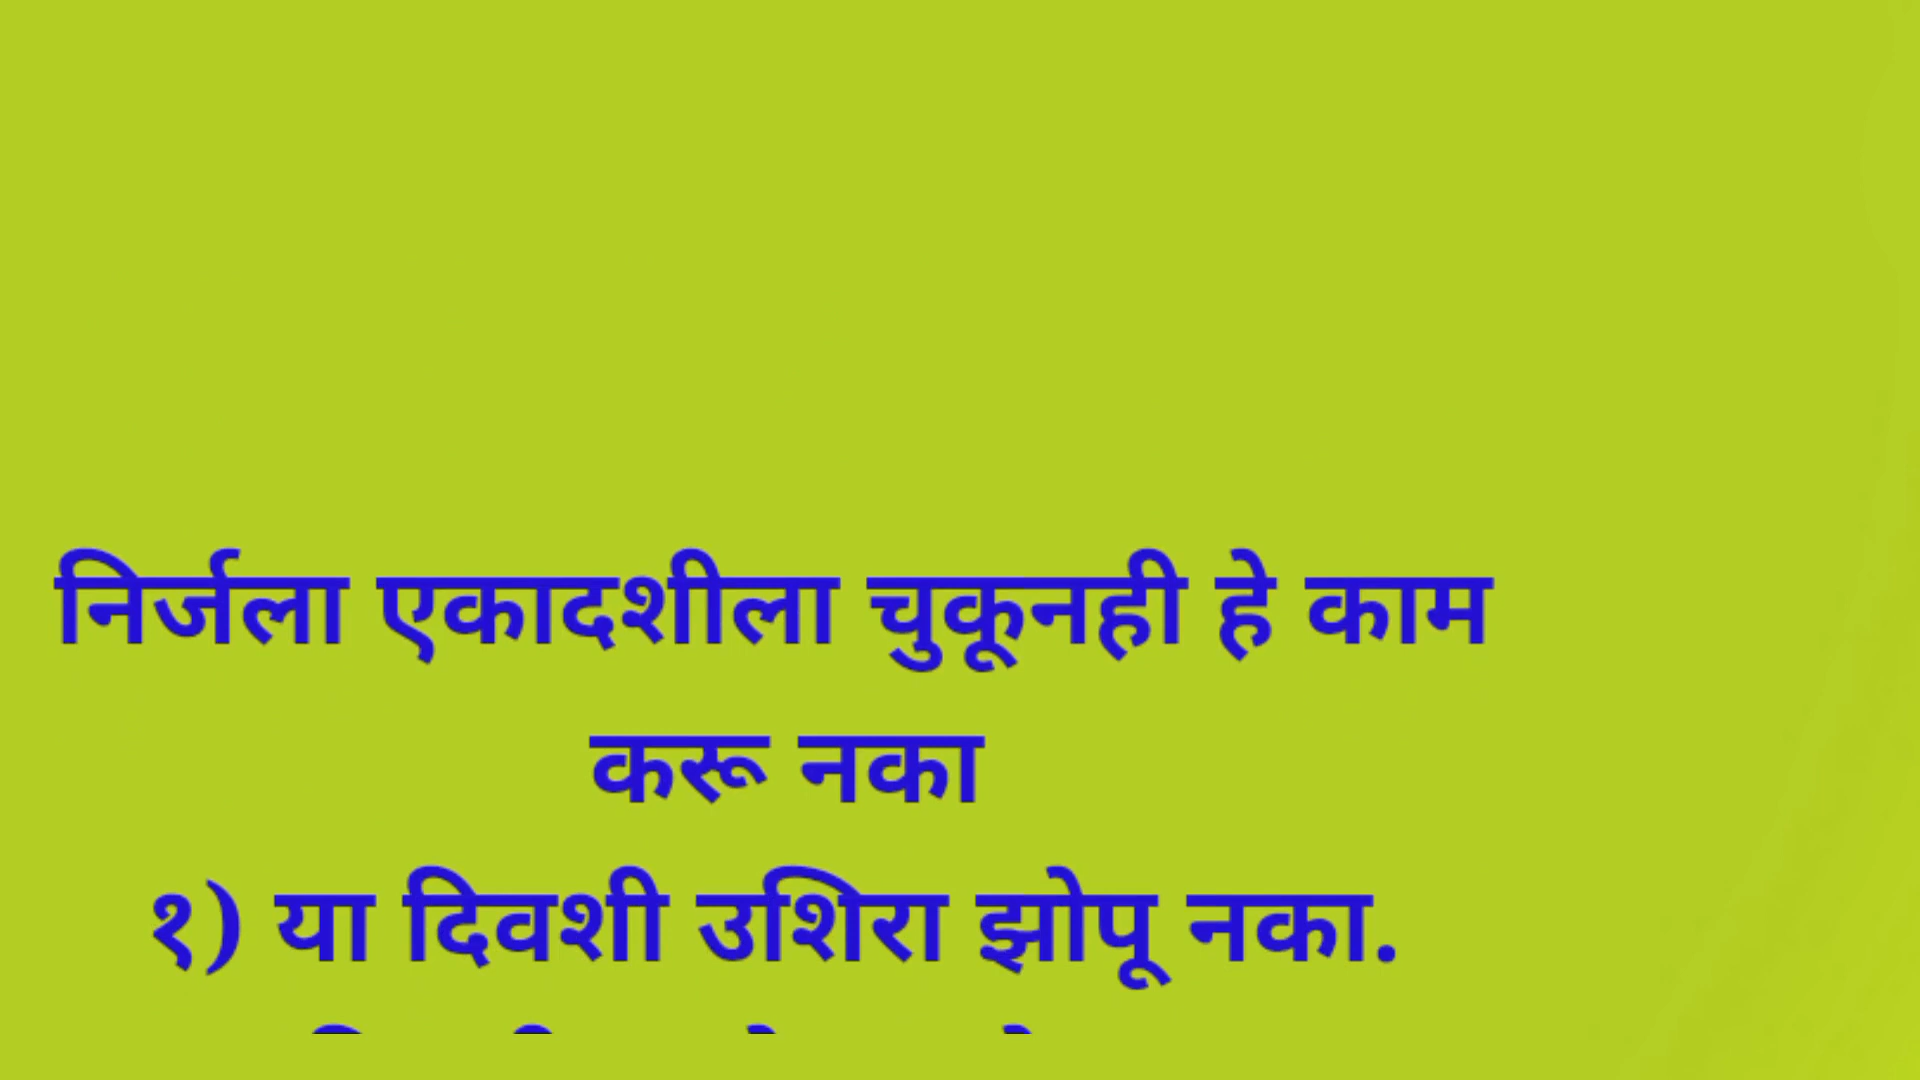 निर्जला एकादशीला चुकूनही हे काम
करू नका
१) या दिवशी उशिरा झोपू नका.